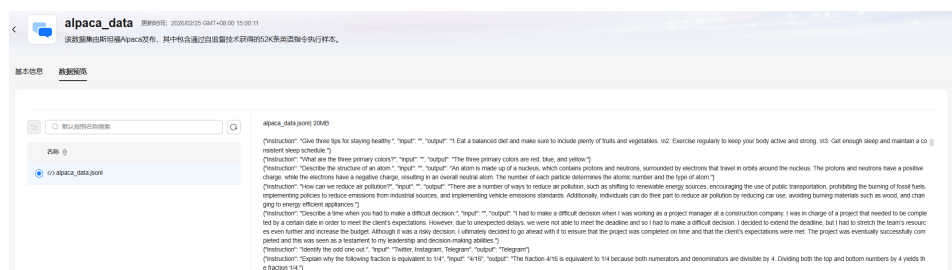 alpaca_data 更新时间：2026/02/25 GMT+08:00 15:00:11
该数据集由斯坦福Alpaca发布，其中包含通过自监督技术获得的52K条英语指令执行样本。
基本信息 数据预览
默认按照名称搜索
名称
alpaca_data.jsonl
alpaca_data.jsonl| 20MB
{"instruction": "Give three tips for staying healthy.", "input": "", "output": "1.Eat a balanced diet and make sure to include plenty of fruits and vegetables. \n2. Exercise regularly to keep your body active and strong. \n3. Get enough sleep and maintain a co
nsistent sleep schedule."}
{"instruction": "What are the three primary colors?", "input": "", "output": "The three primary colors are red, blue, and yellow."}
{"instruction": "Describe the structure of an atom.", "input": "", "output": "An atom is made up of a nucleus, which contains protons and neutrons, surrounded by electrons that travel in orbits around the nucleus. The protons and neutrons have a positive
charge, while the electrons have a negative charge, resulting in an overall neutral atom. The number of each particle determines the atomic number and the type of atom."}
{"instruction": "How can we reduce air pollution?", "input": "", "output": "There are a number of ways to reduce air pollution, such as shifting to renewable energy sources, encouraging the use of public transportation, prohibiting the burning of fossil fuels,
implementing policies to reduce emissions from industrial sources, and implementing vehicle emissions standards. Additionally, individuals can do their part to reduce air pollution by reducing car use, avoiding burning materials such as wood, and chan
ging to energy efficient appliances."}
{"instruction": "Describe a time when you had to make a difficult decision.", "input": "", "output": "I had to make a difficult decision when I was working as a project manager at a construction company. I was in charge of a project that needed to be comple
ted by a certain date in order to meet the client's expectations. However, due to unexpected delays, we were not able to meet the deadline and so I had to make a difficult decision. I decided to extend the deadline, but I had to stretch the team's resourc
es even further and increase the budget. Although it was a risky decision, I ultimately decided to go ahead with it to ensure that the project was completed on time and that the client's expectations were met. The project was eventually successfully com
pleted and this was seen as a testament to my leadership and decision-making abilities."}
{"instruction": "Identify the odd one out.", "input": "Twitter, Instagram, Telegram", "output": "Telegram"}
{"instruction": "Explain why the following fraction is equivalent to 1/4", "input": "4/16", "output": "The fraction 4/16 is equivalent to 1/4 because both numerators and denominators are divisible by 4. Dividing both the top and bottom numbers by 4 yields th
e fraction 1/4."}